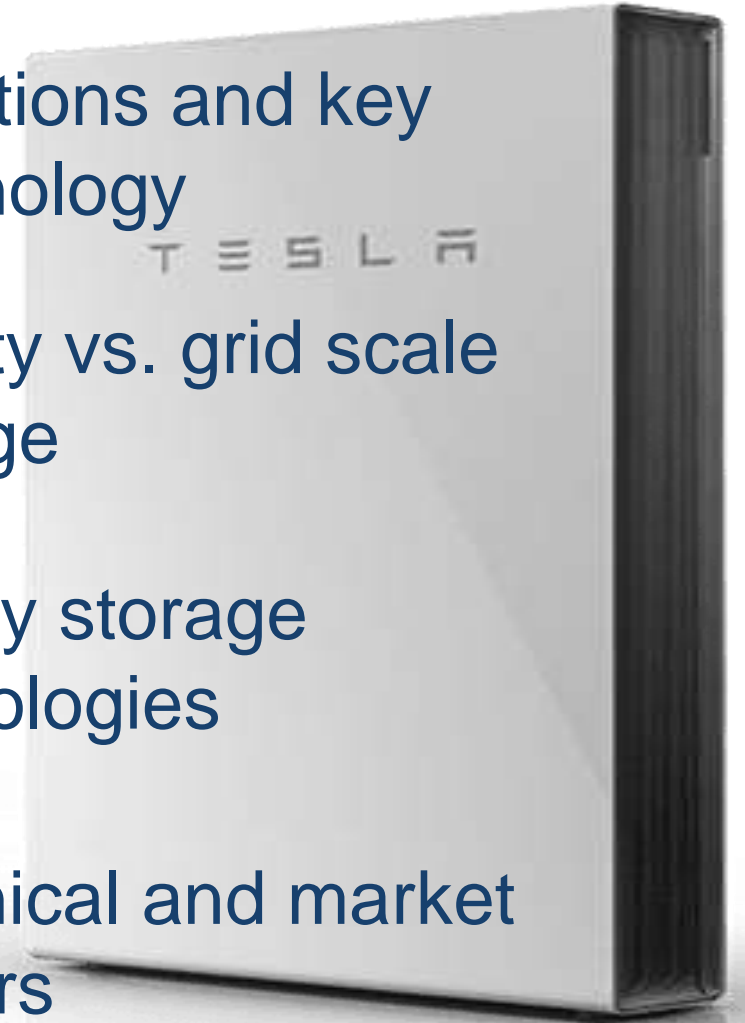 tions and key
nology
TESLA
ty vs. grid scale
ge
y storage
ologies
nical and market
rs